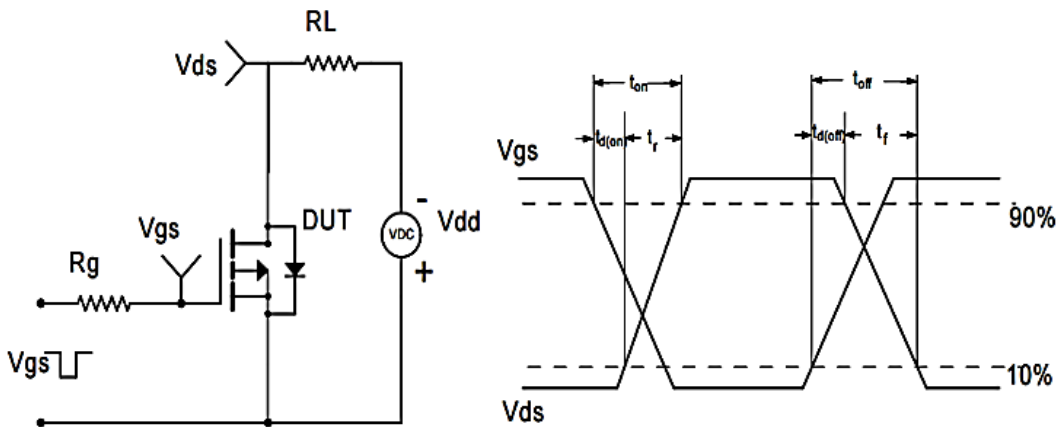 RL
Vds
DUT
-
VDC
Vdd
+
Vgs
Rg
Vgs
ton
toff
td(on)
tr
td(off)
tf
Vgs
90%
10%
Vds